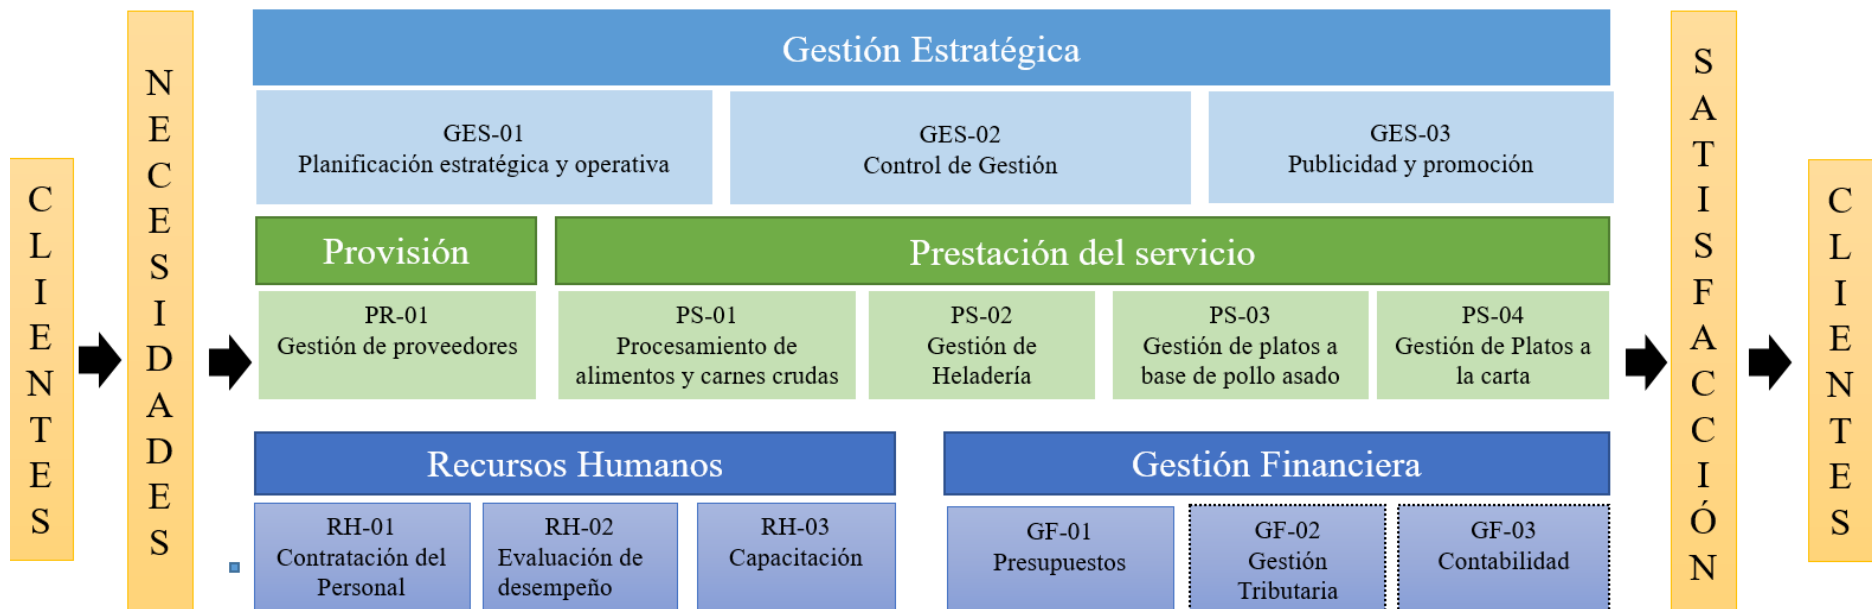 CLIENTES
NECESIDADES
Gestión Estratégica
GES-01
Planificación estratégica y operativa
GES-02
Control de Gestión
GES-03
Publicidad y promoción
Provisión
Prestación del servicio
PR-01
Gestión de proveedores
PS-01
Procesamiento de
alimentos y carnes crudas
PS-02
Gestión de
Heladería
PS-03
Gestión de platos a
base de pollo asado
PS-04
Gestión de Platos a
la carta
Recursos Humanos
Gestión Financiera
RH-01
Contratación del
Personal
RH-02
Evaluación de
desempeño
RH-03
Capacitación
GF-01
Presupuestos
GF-02
Gestión
Tributaria
GF-03
Contabilidad
SATISFACCIÓN
CLIENTES